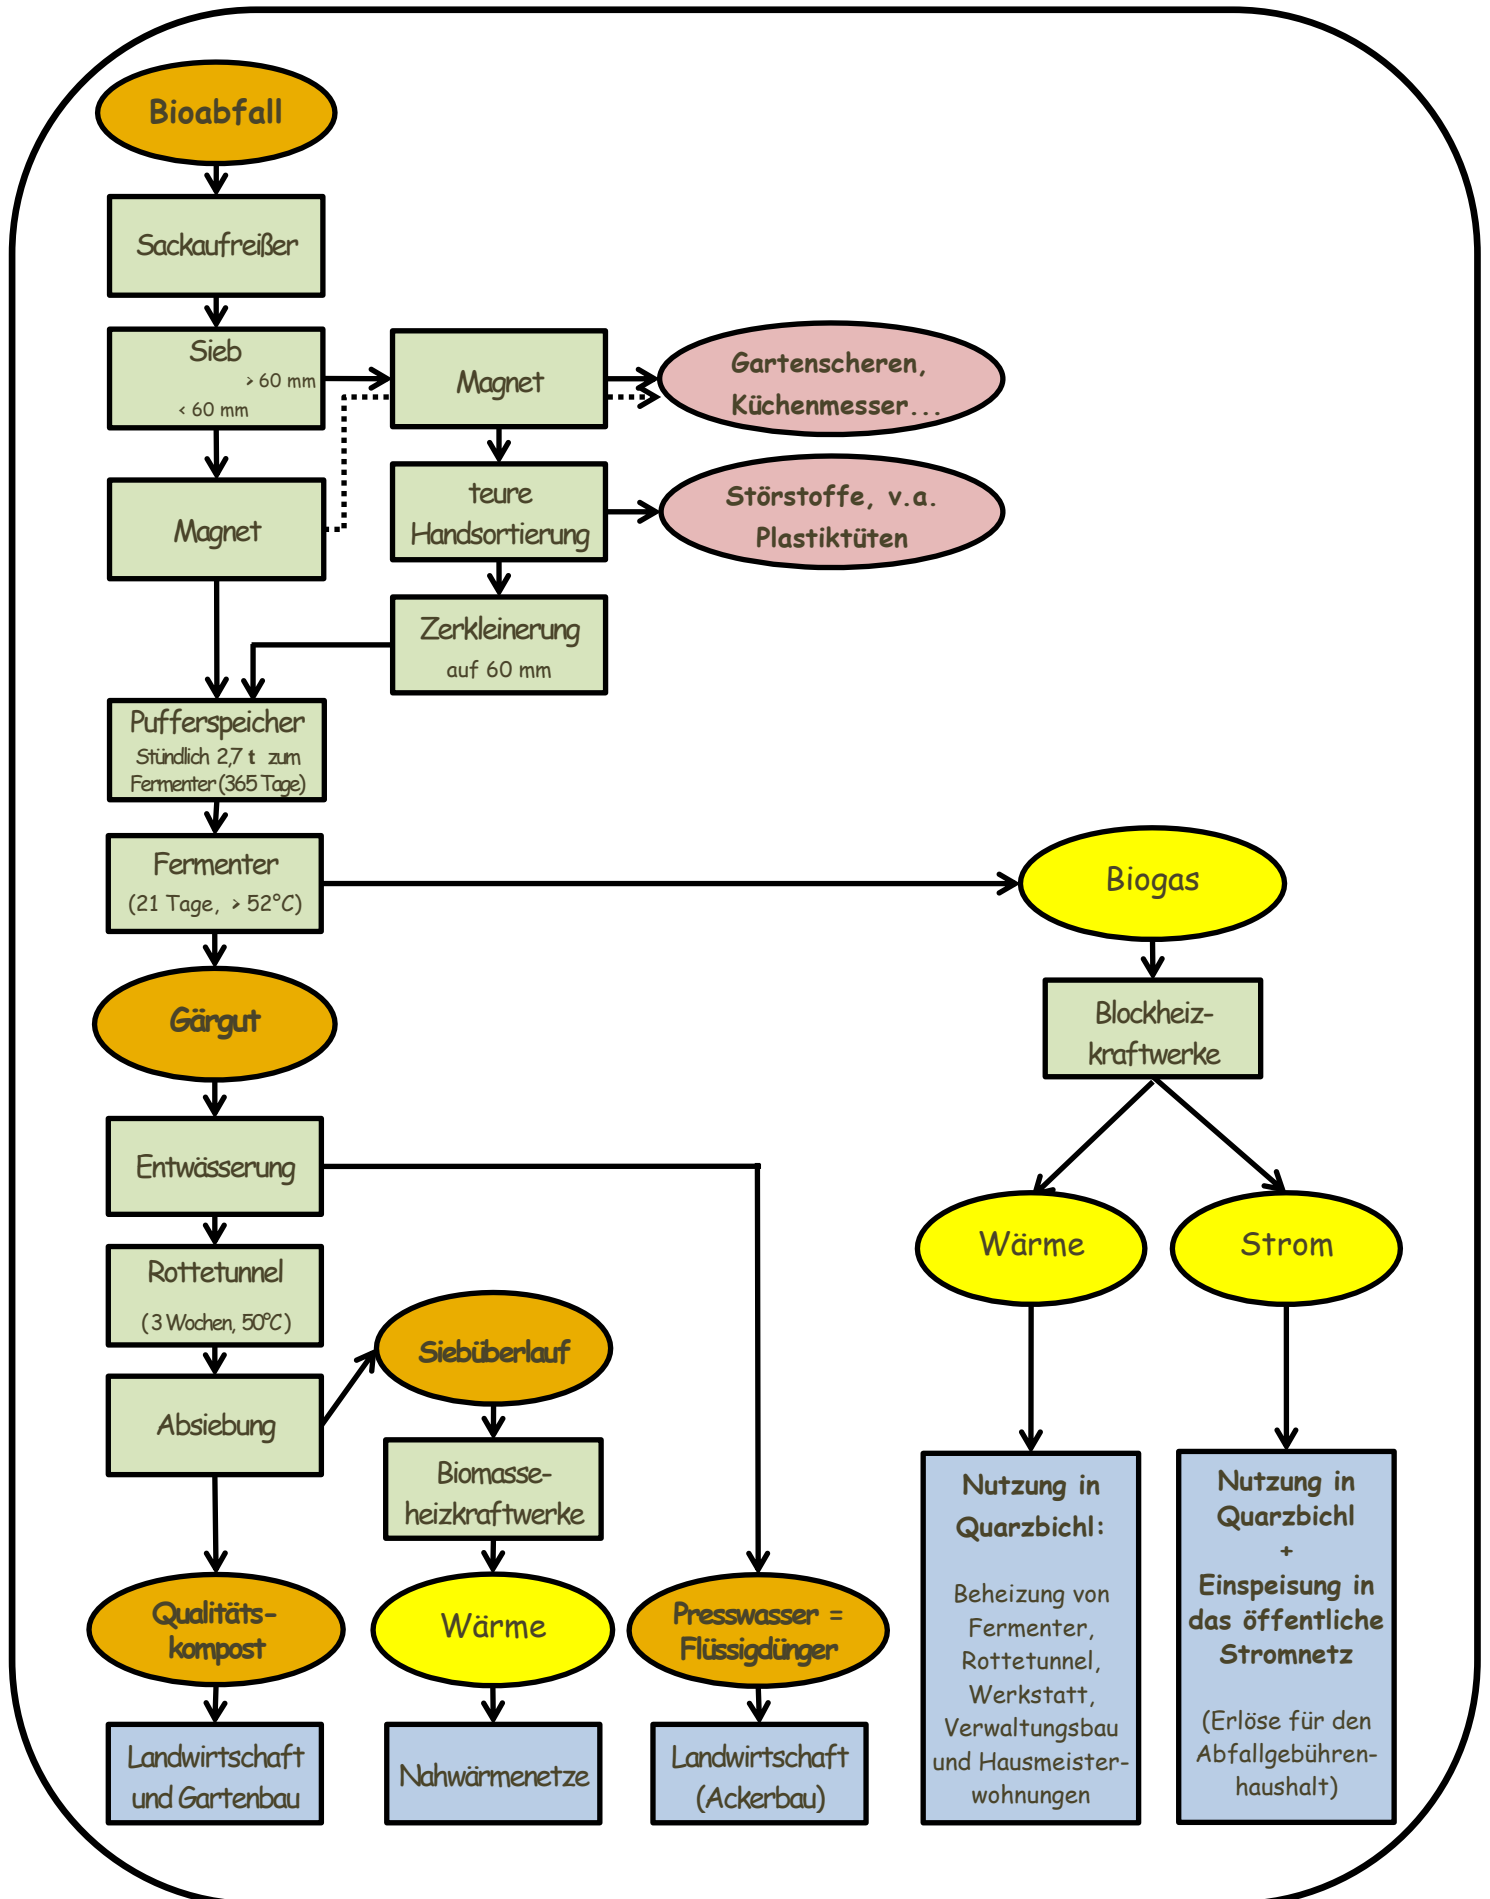 Bioabfall
Sackaufreißer
Sieb
> 60 mm
< 60 mm
Magnet
Gartenscheren,
Küchenmesser...
Magnet
teure
Handsortierung
Störstoffe, v.a.
Plastiktüten
Zerkleinerung
auf 60 mm
Pufferspeicher
Stündlich 2,7 t zum
Fermenter (365 Tage)
Fermenter
(21 Tage, > 52°C)
Biogas
Gärgut
Blockheiz-
kraftwerke
Entwässerung
Wärme
Strom
Rottetunnel
(3 Wochen, 50°C)
Siebüberlauf
Absiebung
Biomasse-
heizkraftwerke
Qualitäts-
kompost
Wärme
Presswasser =
Flüssigdünger
Landwirtschaft
und Gartenbau
Nahwärmenetze
Landwirtschaft
(Ackerbau)
Nutzung in
Quarzbichl:
Beheizung von
Fermenter,
Rottetunnel,
Werkstatt,
Verwaltungsbau
und Hausmeister-
wohnungen
Nutzung in
Quarzbichl
+
Einspeisung in
das öffentliche
Stromnetz
(Erlöse für den
Abfallgebühren-
haushalt)